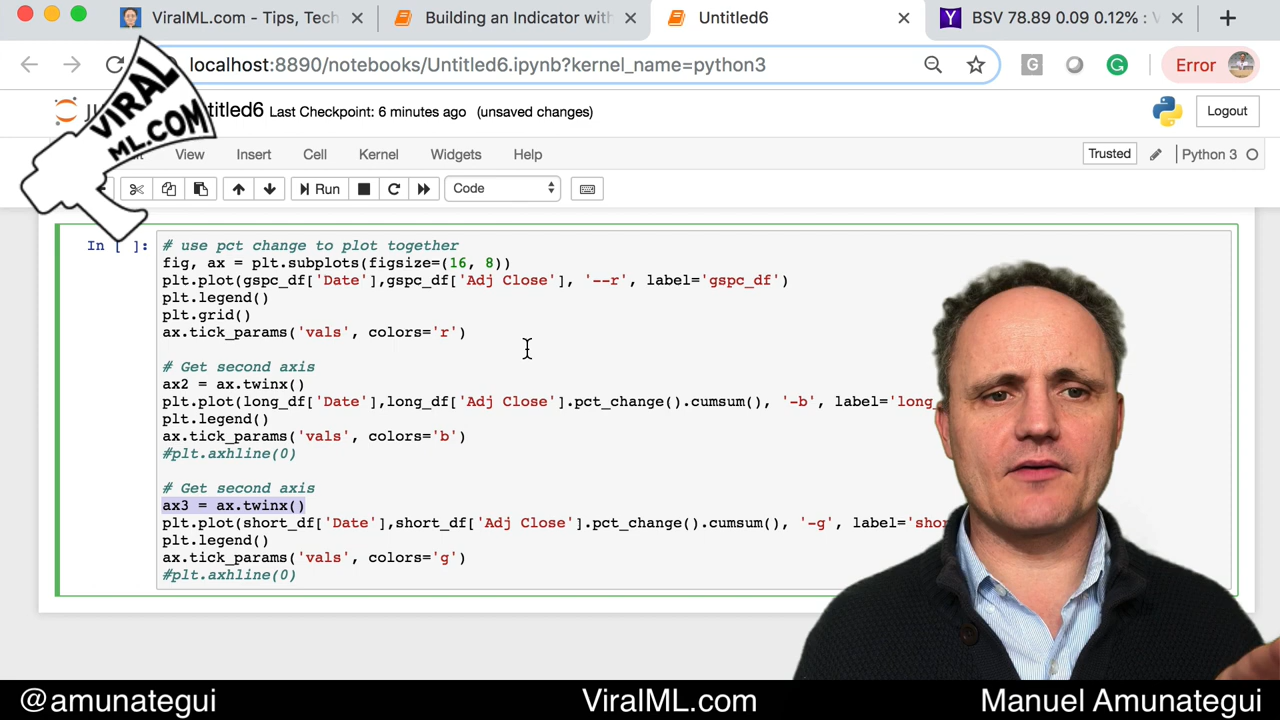 ViralML.com - Tips, Tech
Building an Indicator with
Untitled6
BSV 78.89 0.09 0.12% :
localhost:8890/notebooks/Untitled6.ipynb?kernel_name=python3
G
G
Error
VIRAL
ML.COM
titled6 Last Checkpoint: 6 minutes ago (unsaved changes)
Logout
View Insert Cell Kernel Widgets Help
Trusted
Python 3
Run
Code
In [ ]:
# use pct change to plot together
fig, ax = plt.subplots(figsize=(16, 8))
plt.plot(gspc_df['Date'],gspc_df['Adj Close'], '--r', label='gspc_df')
plt.legend()
plt.grid()
ax.tick_params('vals', colors='r')
# Get second axis
ax2 = ax.twinx()
plt.plot(long_df['Date'],long_df['Adj Close'].pct_change().cumsum(), '-b', label='long_
plt.legend()
ax.tick_params('vals', colors='b')
#plt.axhline(0)
# Get second axis
ax3 = ax.twinx()
plt.plot(short_df['Date'],short_df['Adj Close'].pct_change().cumsum(), '-g', label='shor
plt.legend()
ax.tick_params('vals', colors='g')
#plt.axhline(0)
@amunategui
ViralML.com
Manuel Amunategui